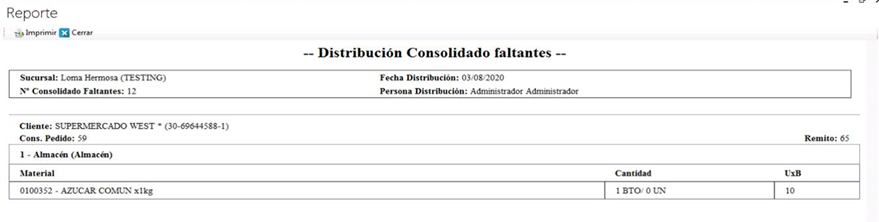 Reporte
Imprimir Cerrar
-- Distribución Consolidado faltantes --
Sucursal: Loma Hermosa (TESTING) Fecha Distribución: 03/08/2020
Nº Consolidado Faltantes: 12 Persona Distribución: Administrador Administrador
Cliente: SUPERMERCADO WEST * (30-69644588-1)
Cons. Pedido: 59 Remito: 65
1 - Almacén (Almacén)
Material Cantidad UxB
0100352 - AZUCAR COMUN x1kg 1 BTO/ 0 UN 10